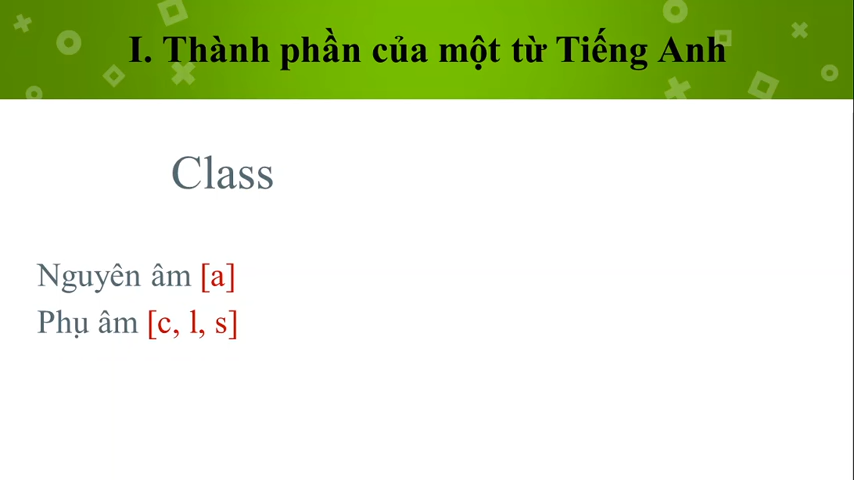 I. Thành phần của một từ Tiếng Anh
Class
Nguyên âm [a]
Phụ âm [c, l, s]